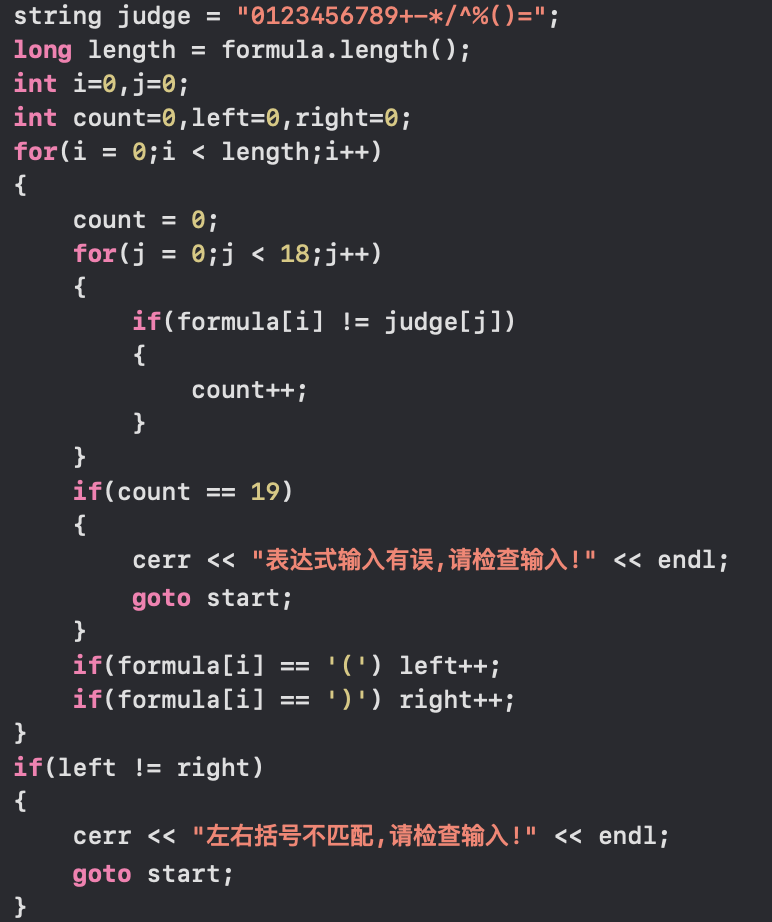 string judge = "0123456789+-*/^%()=";
long length = formula.length();
int i=0,j=0;
int count=0,left=0,right=0;
for(i = 0;i < length;i++)
{
    count = 0;
    for(j = 0;j < 18;j++)
    {
        if(formula[i] != judge[j])
        {
            count++;
        }
    }
    if(count == 19)
    {
        cerr << "表达式输入有误,请检查输入!" << endl;
        goto start;
    }
    if(formula[i] == '(') left++;
    if(formula[i] == ')') right++;
}
if(left != right)
{
    cerr << "左右括号不匹配,请检查输入!" << endl;
    goto start;
}